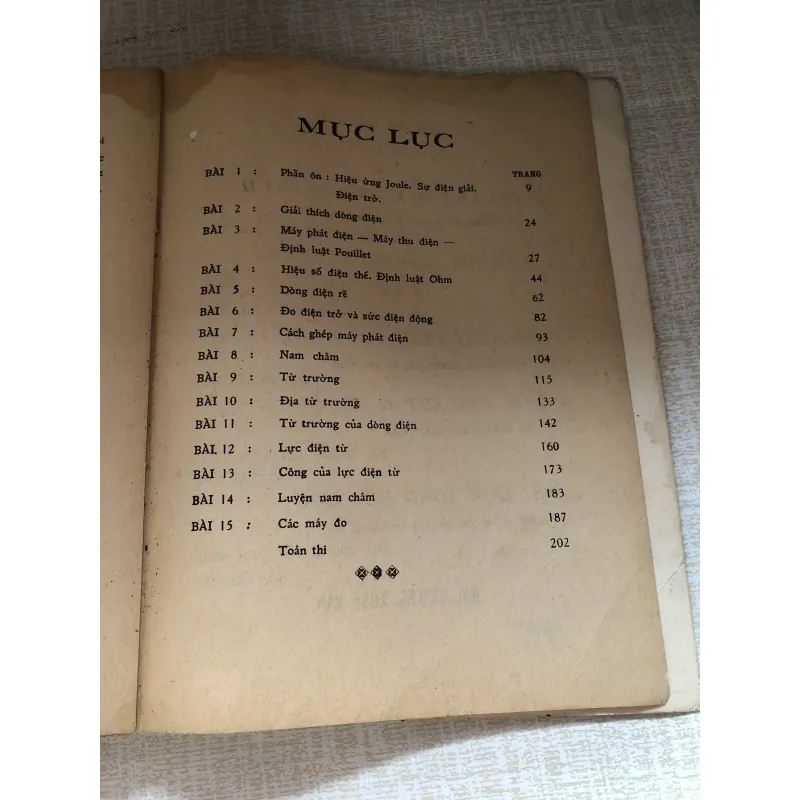 MỤC LỤC
TRANG
BÀI 1 : Phần ôn : Hiệu ứng Joule. Sự điện giải. 9
Điện trở.
BÀI 2 : Giải thích dòng điện 24
BÀI 3 : Máy phát điện — Máy thu điện —
Định luật Pouillet 27
BÀI 4 : Hiệu số điện thế. Định luật Ohm 44
BÀI 5 : Dòng điện rẽ 62
BÀI 6 : Đo điện trở và sức điện động 82
BÀI 7 : Cách ghép máy phát điện 93
BÀI 8 : Nam châm 104
BÀI 9 : Từ trường 115
BÀI 10 : Địa từ trường 133
BÀI 11 : Từ trường của dòng điện 142
BÀI 12 : Lực điện từ 160
BÀI 13 : Công của lực điện từ 173
BÀI 14 : Luyện nam châm 183
BÀI 15 : Các máy đo 187
Toán thi 202